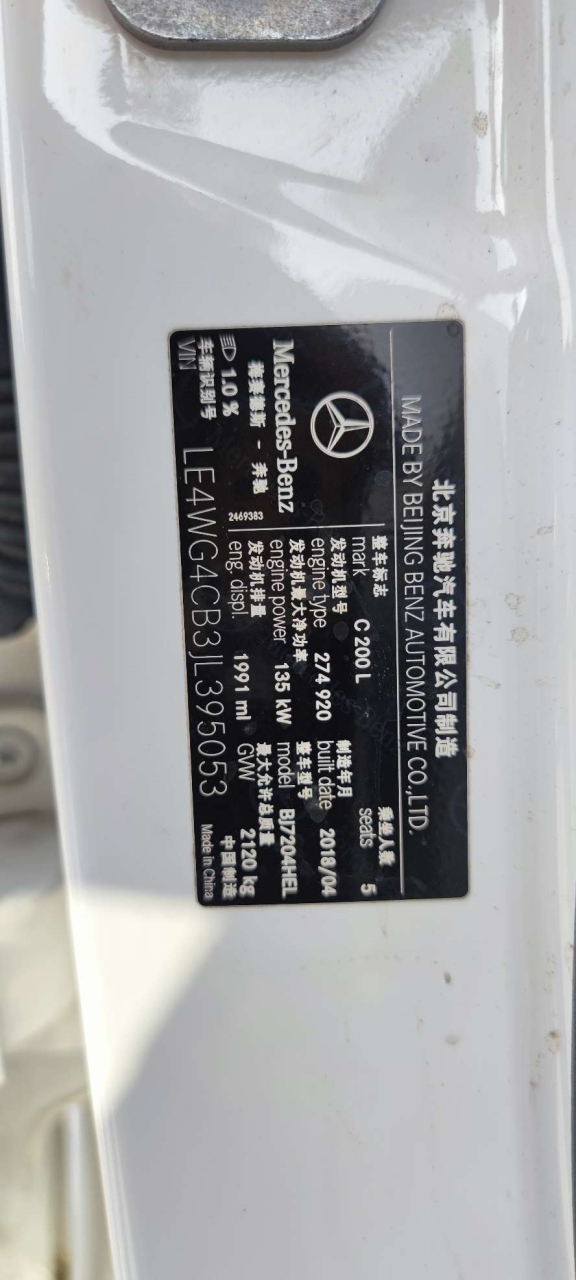 北京奔驰汽车有限公司制造
MADE BY BEIJING BENZ AUTOMOTIVE CO.,LTD.
整车标志
mark C 200 L
乘坐人数
seats 5
发动机型号
engine type 274 920
制造年月
built date 2018/04
Mercedes-Benz
梅赛德斯 - 奔驰
发动机最大净功率
engine power 135 kW
整车型号
model BJ7204HEL
2469383
1.0 %
发动机排量
eng. displ. 1991 ml
最大允许总质量
GVW 2120 kg
车辆识别号
VIN LE4WG4CB3JL395053
中国制造
Made in China